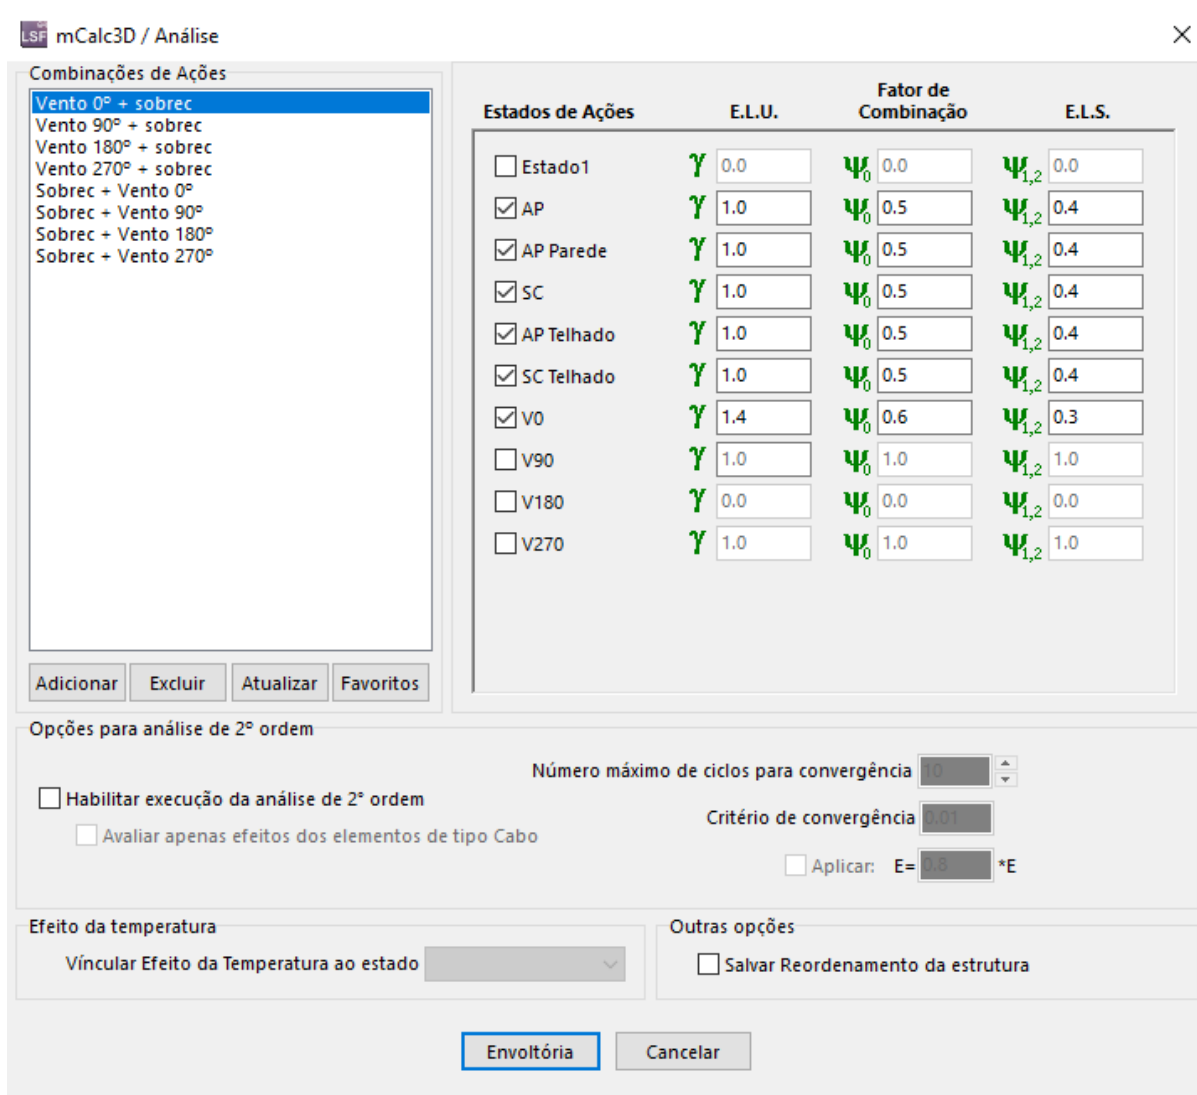 LSF mCalc3D / Análise
Combinações de Ações
Vento 0º + sobrec
Vento 90º + sobrec
Vento 180º + sobrec
Vento 270º + sobrec
Sobrec + Vento 0º
Sobrec + Vento 90º
Sobrec + Vento 180º
Sobrec + Vento 270º
Adicionar Excluir Atualizar Favoritos
Fator de
Estados de Ações E.L.U. Combinação E.L.S.
Estado1 γ 0.0 Ψ0 0.0 Ψ1,2 0.0
AP γ 1.0 Ψ0 0.5 Ψ1,2 0.4
AP Parede γ 1.0 Ψ0 0.5 Ψ1,2 0.4
SC γ 1.0 Ψ0 0.5 Ψ1,2 0.4
AP Telhado γ 1.0 Ψ0 0.5 Ψ1,2 0.4
SC Telhado γ 1.0 Ψ0 0.5 Ψ1,2 0.4
V0 γ 1.4 Ψ0 0.6 Ψ1,2 0.3
V90 γ 1.0 Ψ0 1.0 Ψ1,2 1.0
V180 γ 0.0 Ψ0 0.0 Ψ1,2 0.0
V270 γ 1.0 Ψ0 1.0 Ψ1,2 1.0
Opções para análise de 2º ordem
Número máximo de ciclos para convergência 10
Habilitar execução da análise de 2° ordem
Critério de convergência 0.01
Avaliar apenas efeitos dos elementos de tipo Cabo
Aplicar: E= 0.8 *E
Efeito da temperatura
Víncular Efeito da Temperatura ao estado
Outras opções
Salvar Reordenamento da estrutura
Envoltória Cancelar